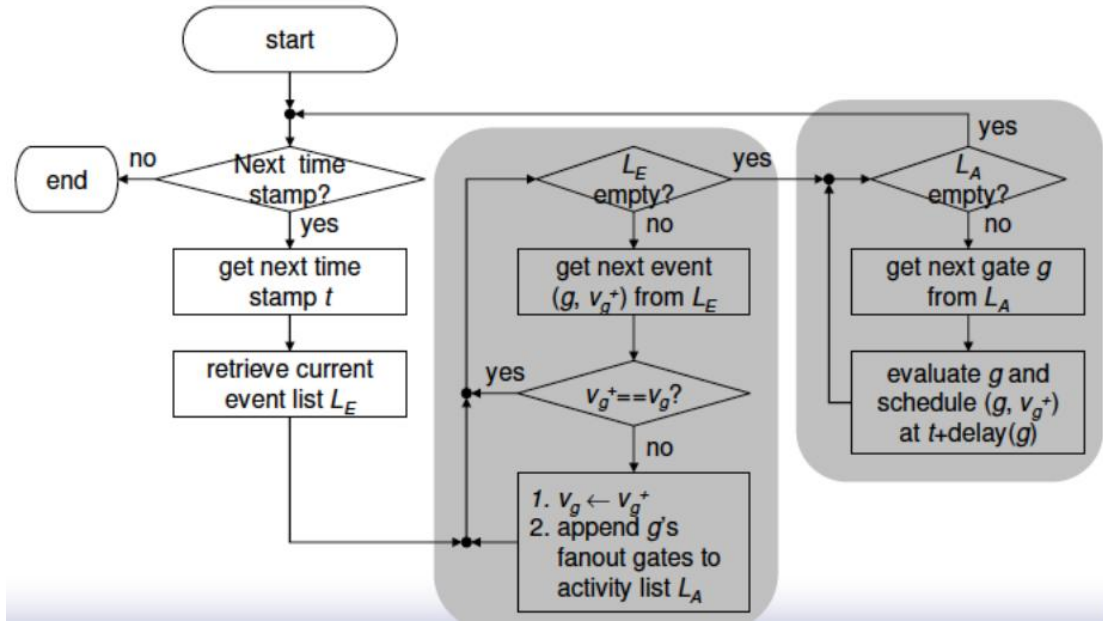 start
no
Next time
stamp?
end
yes
get next time
stamp t
retrieve current
event list L_E
L_E
empty?
yes
no
get next event
(g, v_g⁺) from L_E
yes
v_g⁺==v_g?
no
1. v_g ← v_g⁺
2. append g's
fanout gates to
activity list L_A
yes
L_A
empty?
no
get next gate g
from L_A
evaluate g and
schedule (g, v_g⁺)
at t+delay(g)